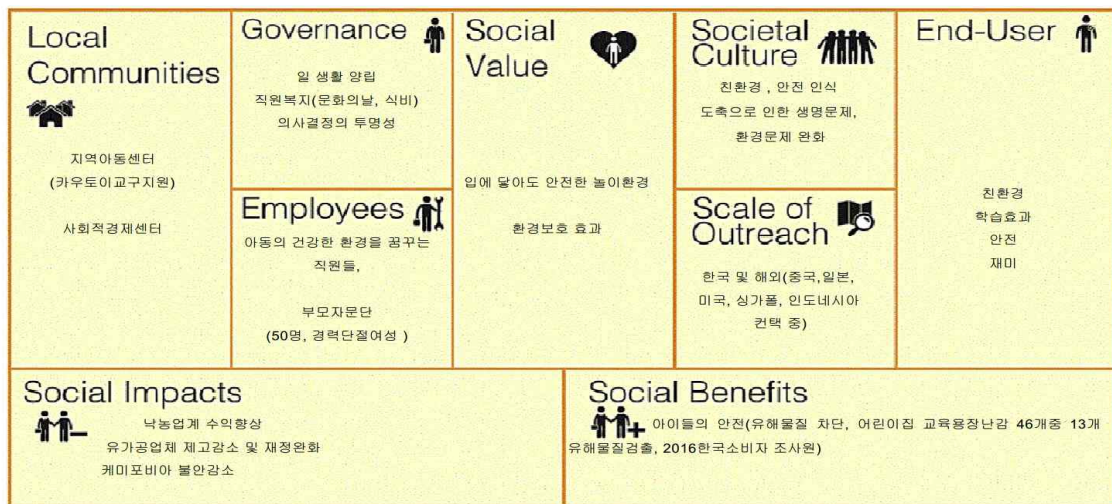 Local
Communities
지역아동센터
(카우토이교구지원)
사회적경제센터
Governance
일 생활 양립
직원복지(문화의날, 식비)
의사결정의 투명성
Employees
아동의 건강한 환경을 꿈꾸는
직원들,
부모자문단
(50명, 경력단절여성 )
Social
Value
입에 닿아도 안전한 놀이환경
환경보호 효과
Societal
Culture
친환경 , 안전 인식
도축으로 인한 생명문제,
환경문제 완화
Scale of
Outreach
한국 및 해외(중국,일본,
미국, 싱가폴, 인도네시아
컨택 중)
End-User
친환경
학습효과
안전
재미
Social Impacts
낙농업계 수익향상
유가공업체 제고감소 및 재정완화
케미포비아 불안감소
Social Benefits
아이들의 안전(유해물질 차단, 어린이집 교육용장난감 46개중 13개
유해물질검출, 2016한국소비자 조사원)